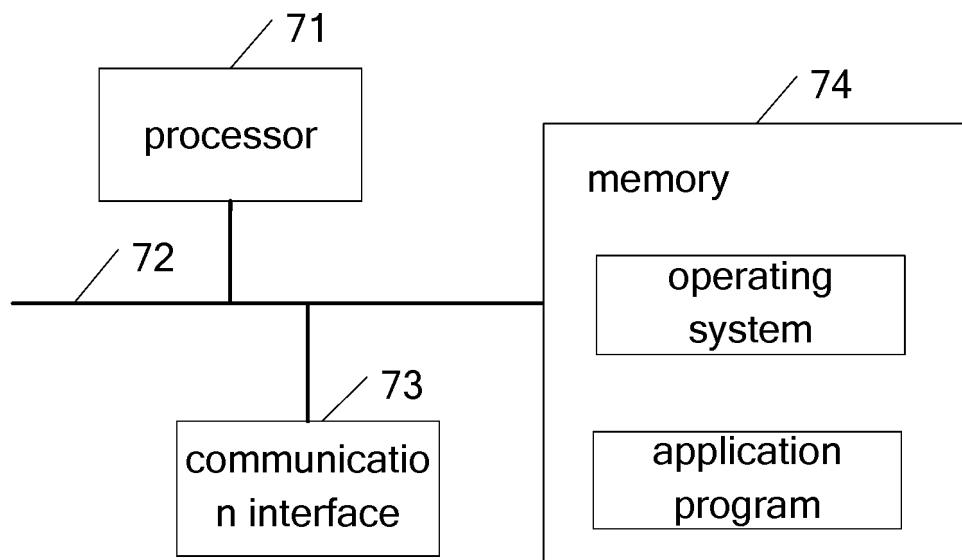 71
processor
74
memory
72
operating
system
73
communicatio
n interface
application
program